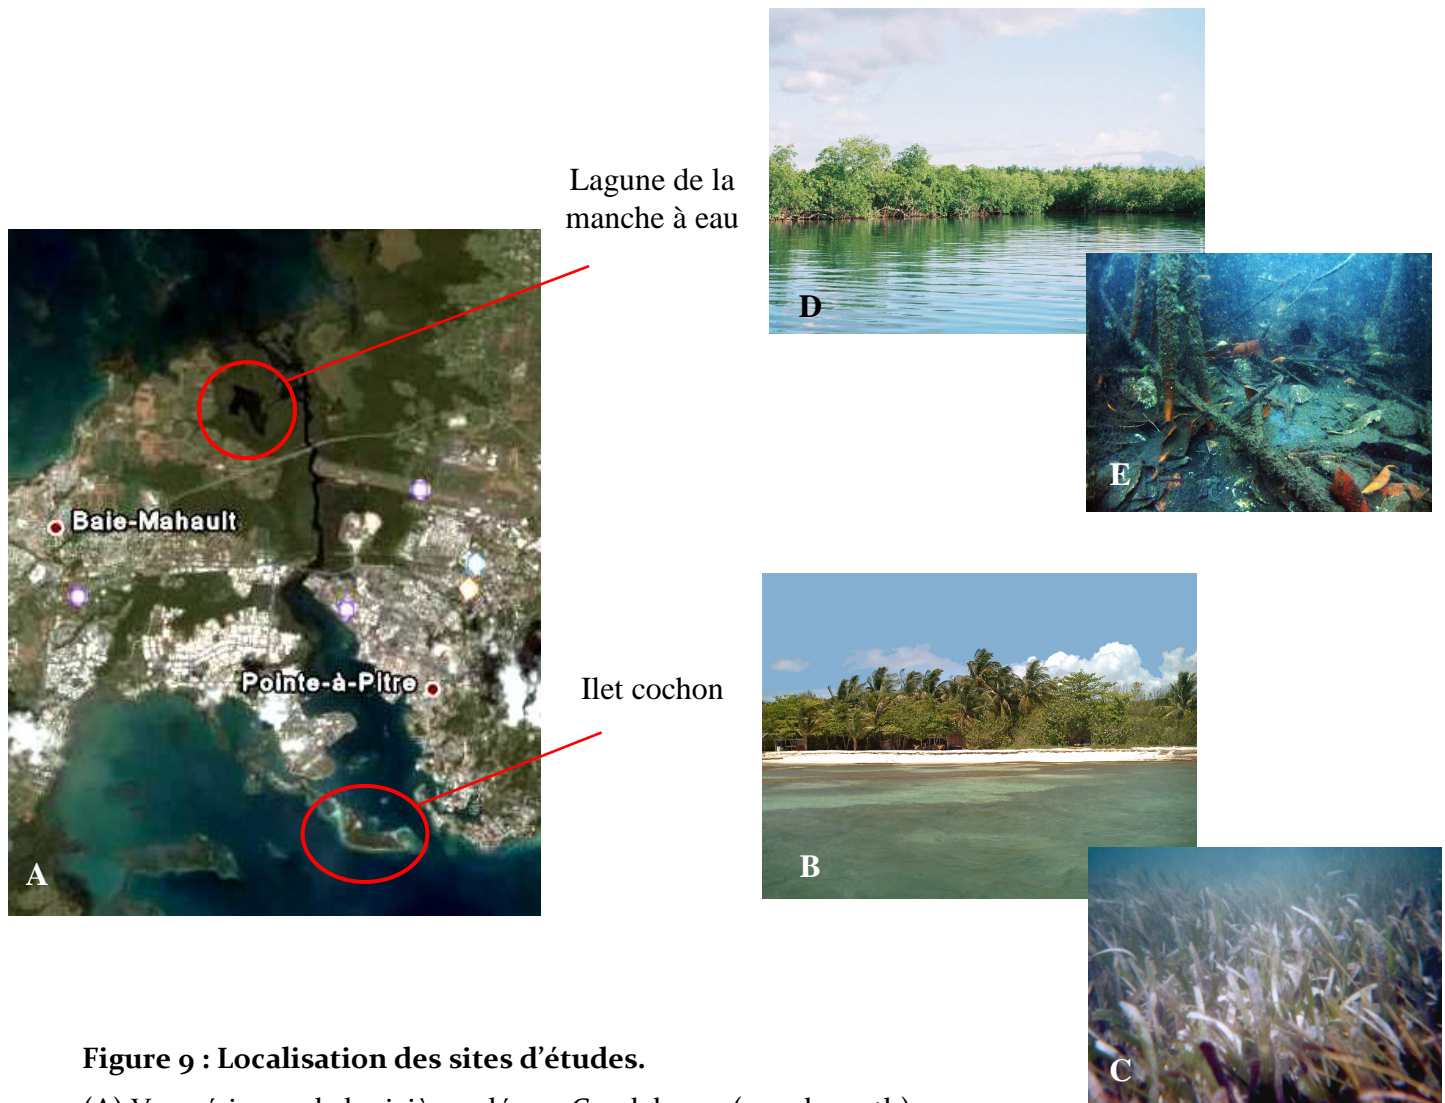 Lagune de la
manche à eau
D
E
Baie-Mahault
Pointe-à-Pitre
Ilet cochon
A
B
C
Figure 9 : Localisation des sites d’études.